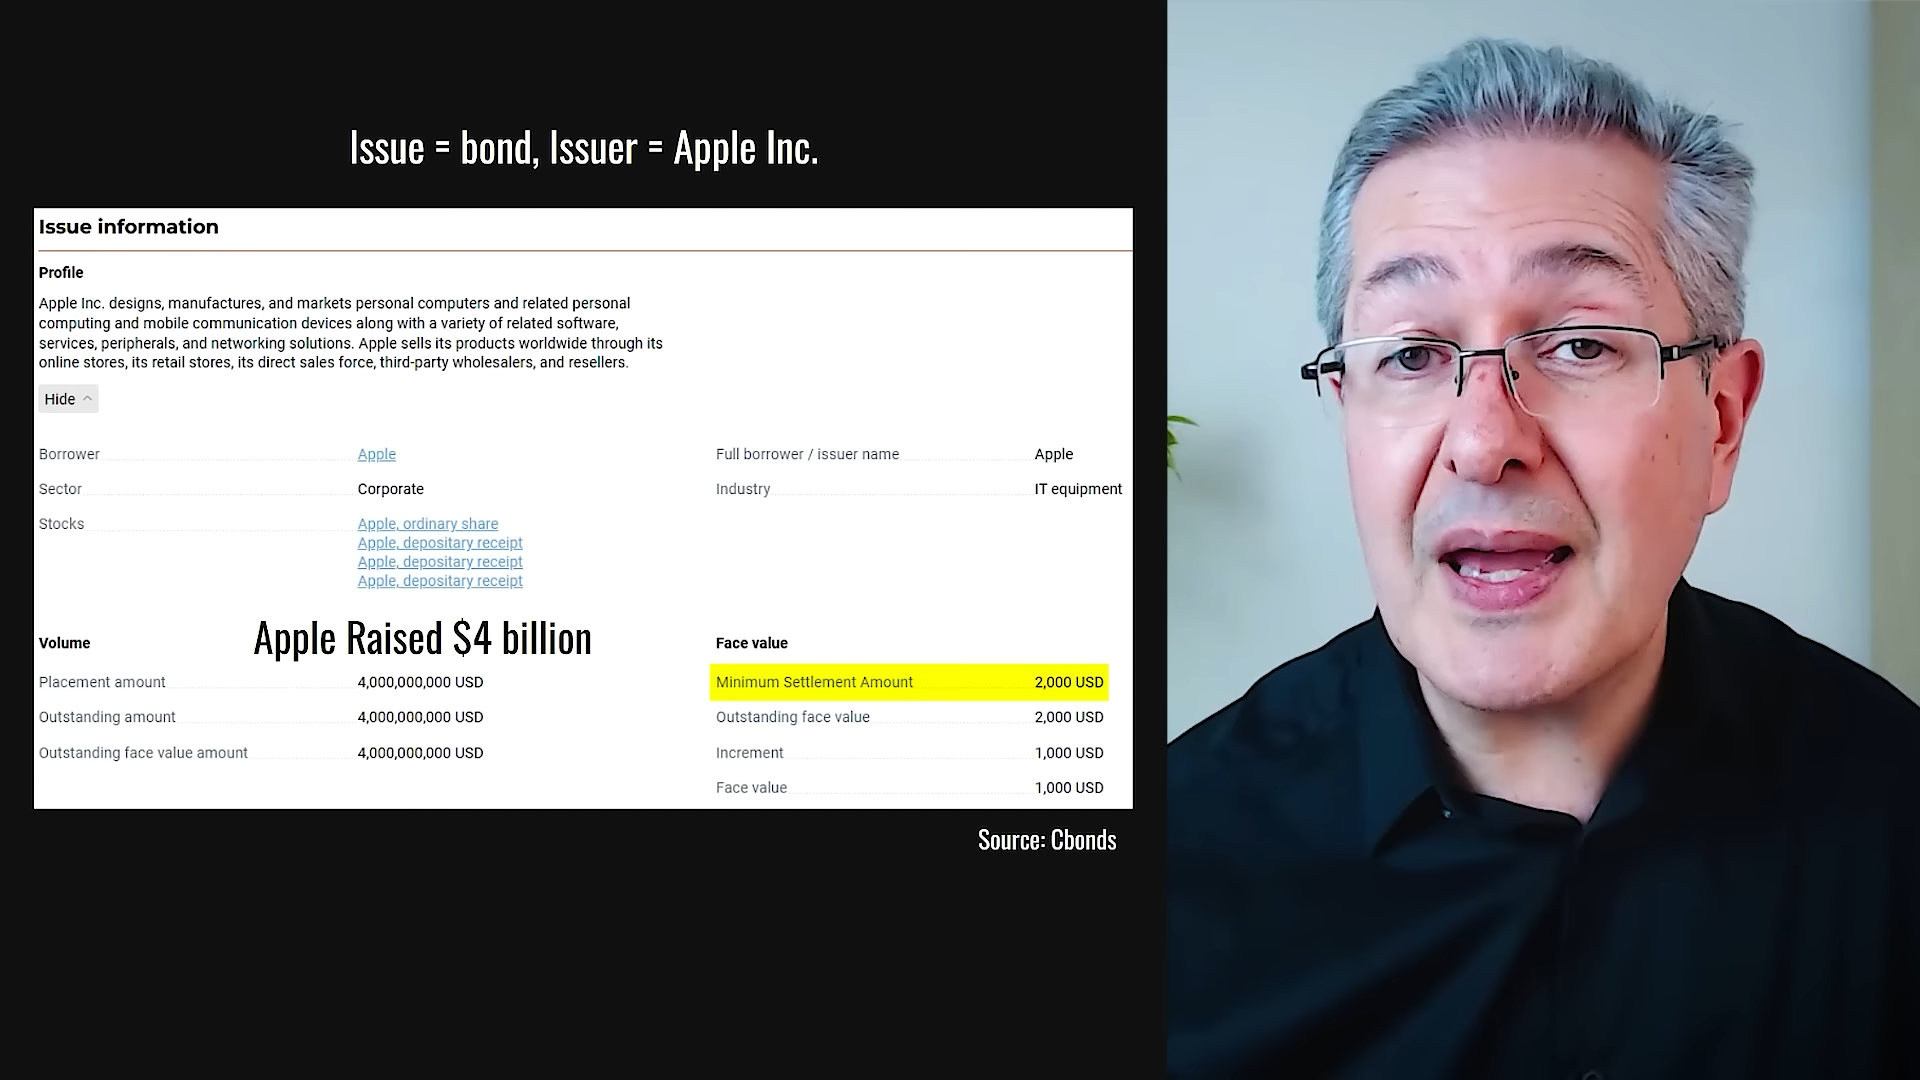 Issue = bond, Issuer = Apple Inc.
Issue information
Profile
Apple Inc. designs, manufactures, and markets personal computers and related personal
computing and mobile communication devices along with a variety of related software,
services, peripherals, and networking solutions. Apple sells its products worldwide through its
online stores, its retail stores, its direct sales force, third-party wholesalers, and resellers.
Hide
Borrower Apple
Sector Corporate
Stocks Apple, ordinary share
Apple, depositary receipt
Apple, depositary receipt
Apple, depositary receipt
Full borrower / issuer name Apple
Industry IT equipment
Volume Apple Raised $4 billion
Placement amount 4,000,000,000 USD
Outstanding amount 4,000,000,000 USD
Outstanding face value amount 4,000,000,000 USD
Face value
Minimum Settlement Amount 2,000 USD
Outstanding face value 2,000 USD
Increment 1,000 USD
Face value 1,000 USD
Source: Cbonds